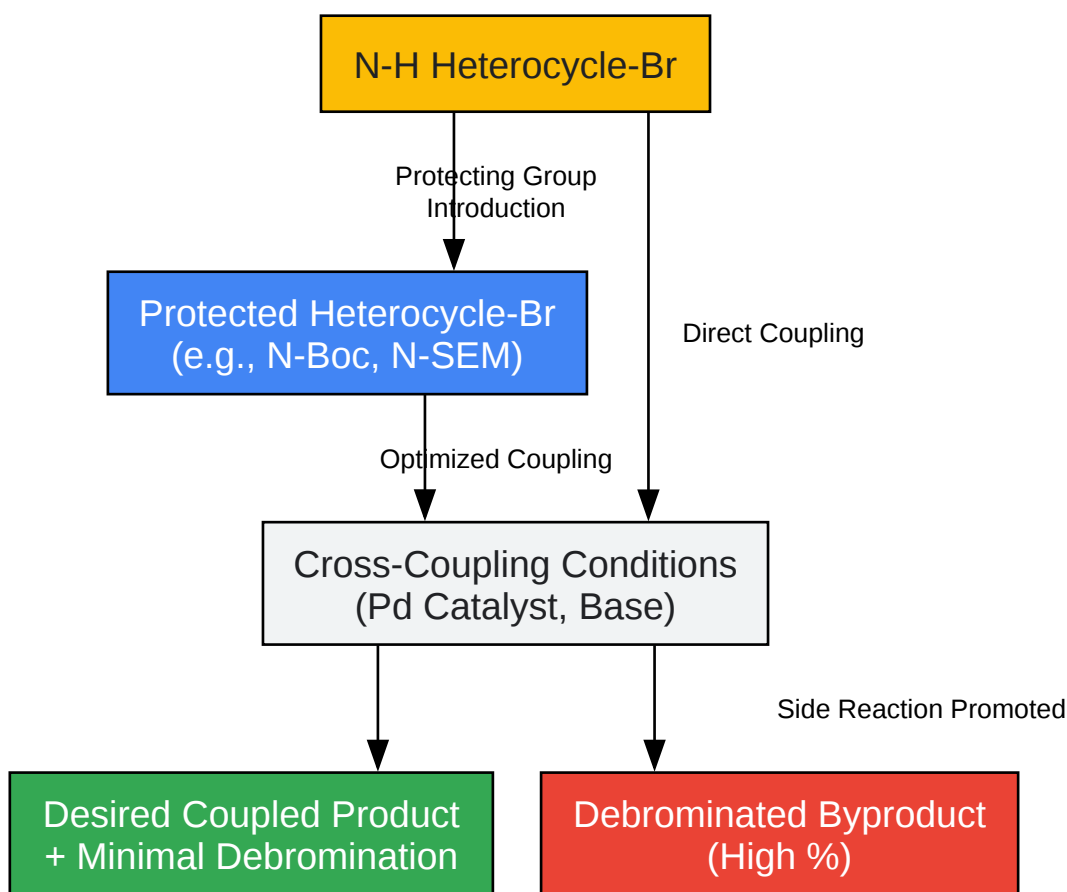 N-H Heterocycle-Br
Protecting Group
Introduction
Protected Heterocycle-Br
(e.g., N-Boc, N-SEM)
Direct Coupling
Optimized Coupling
Cross-Coupling Conditions
(Pd Catalyst, Base)
Side Reaction Promoted
Desired Coupled Product
+ Minimal Debromination
Debrominated Byproduct
(High %)